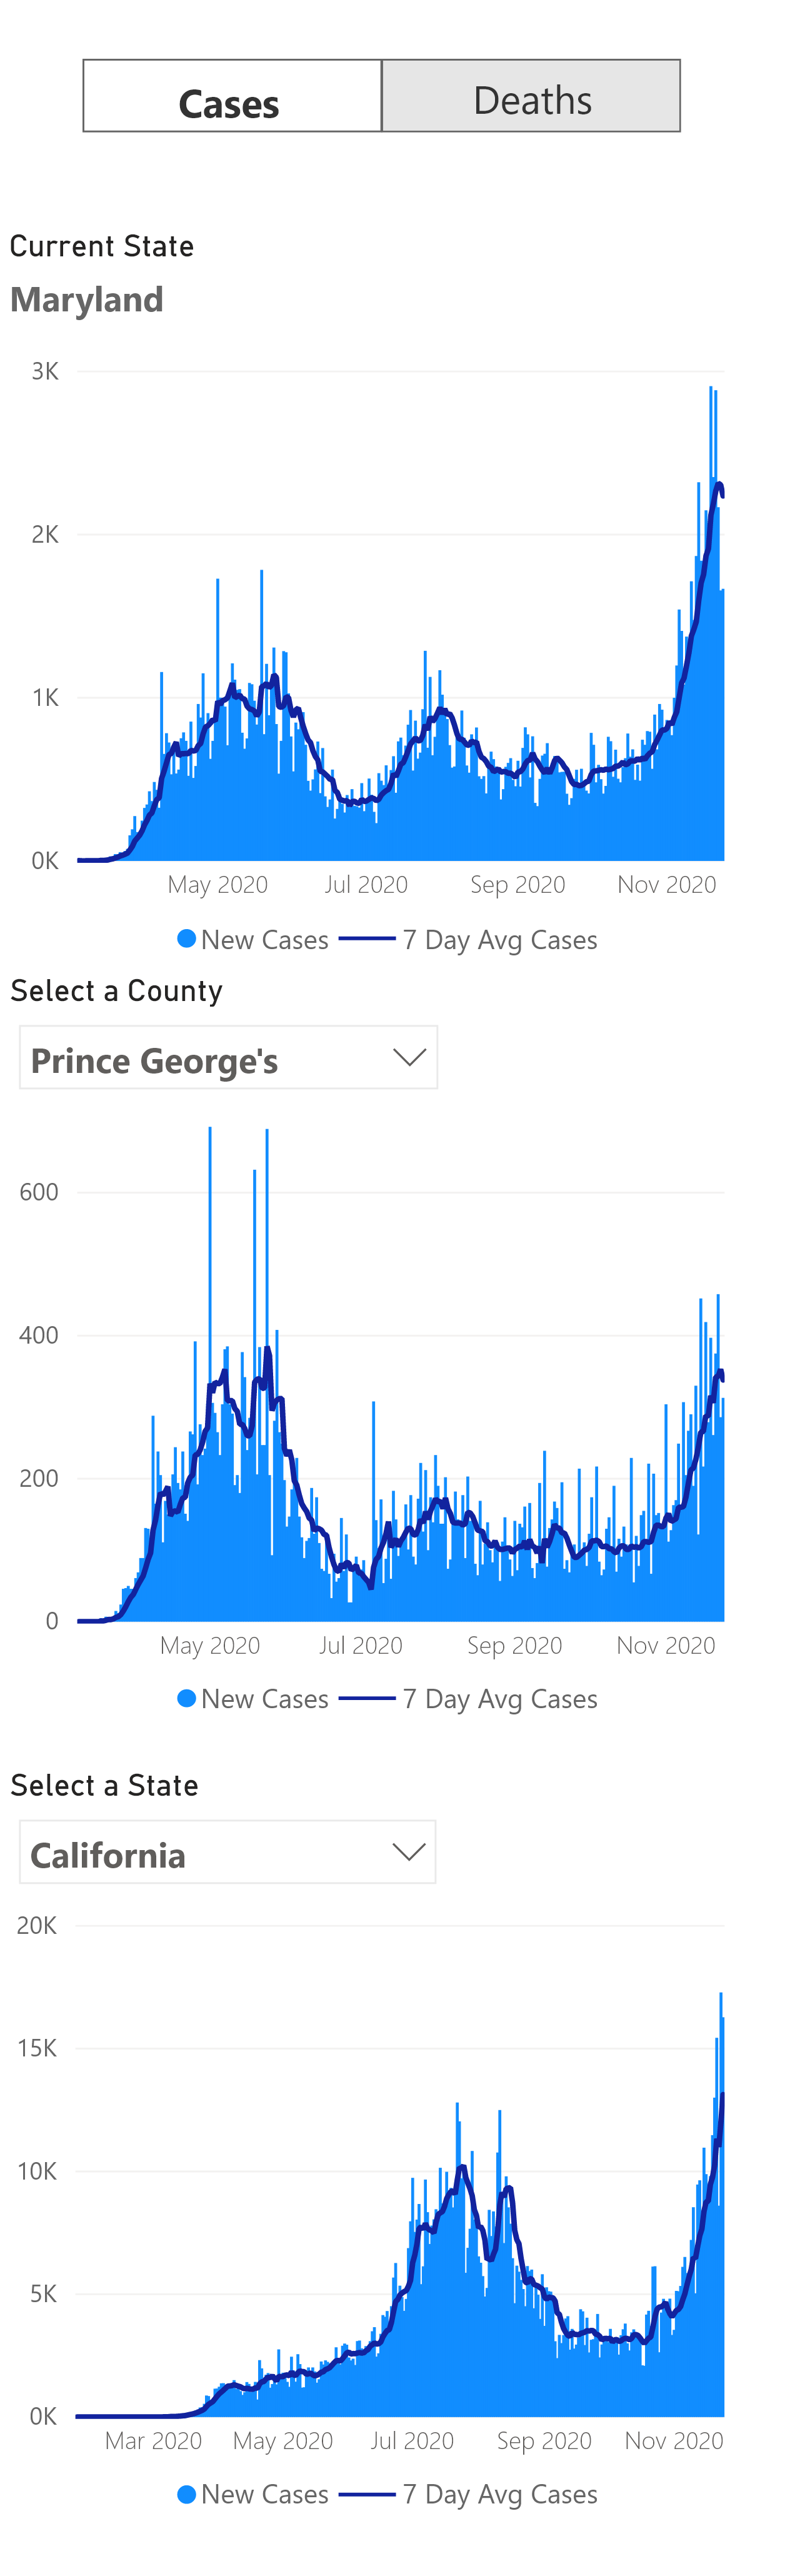 Cases Deaths
Current State
Maryland
3K
2K
1K
0K
May 2020 Jul 2020 Sep 2020 Nov 2020
New Cases 7 Day Avg Cases
Select a County
Prince George's
600
400
200
0
May 2020 Jul 2020 Sep 2020 Nov 2020
New Cases 7 Day Avg Cases
Select a State
California
20K
15K
10K
5K
0K
Mar 2020 May 2020 Jul 2020 Sep 2020 Nov 2020
New Cases 7 Day Avg Cases